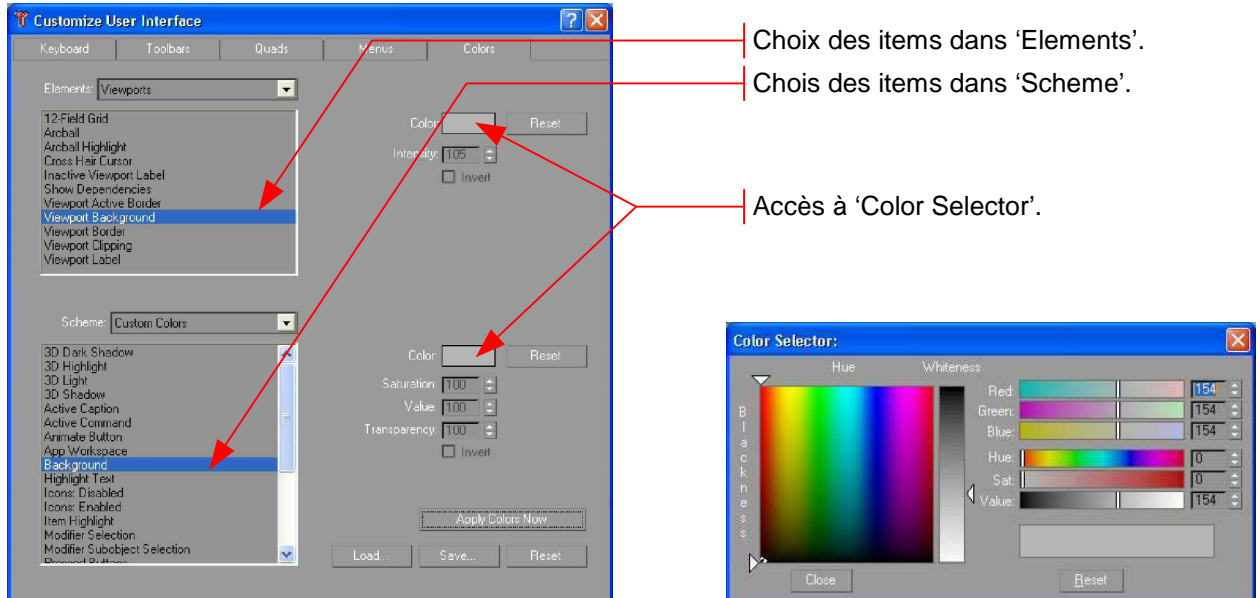 Customize User Interface
Keyboard Toolbars Quads Menus Colors
Elements: Viewports
12-Field Grid
Arcball
Arcball Highlight
Cross Hair Cursor
Inactive Viewport Label
Show Dependencies
Viewport Active Border
Viewport Background
Viewport Border
Viewport Clipping
Viewport Label
Color: Reset
Intensity: 105
Invert
Scheme: Custom Colors
3D Dark Shadow
3D Highlight
3D Light
3D Shadow
Active Caption
Active Command
Animate Button
App Workspace
Background
Highlight Text
Icons: Disabled
Icons: Enabled
Item Highlight
Modifier Selection
Modifier Subobject Selection
Pressed Buttons
Color: Reset
Saturation: 100
Value: 100
Transparency: 100
Invert
Apply Colors Now
Load... Save... Reset
Choix des items dans ‘Elements’.
Chois des items dans ‘Scheme’.
Accès à ‘Color Selector’.
Color Selector:
Hue Whiteness
Blackness
Red: 154
Green: 154
Blue: 154
Hue: 0
Sat: 0
Value: 154
Close Reset